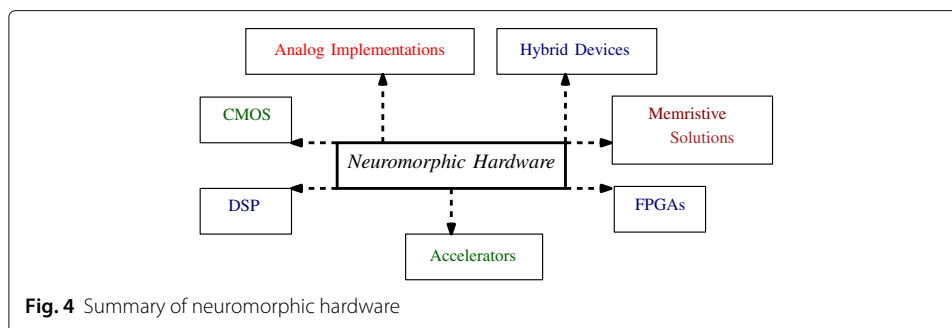 Analog Implementations
Hybrid Devices
CMOS
Memristive
Solutions
Neuromorphic Hardware
DSP
FPGAs
Accelerators
Fig. 4 Summary of neuromorphic hardware